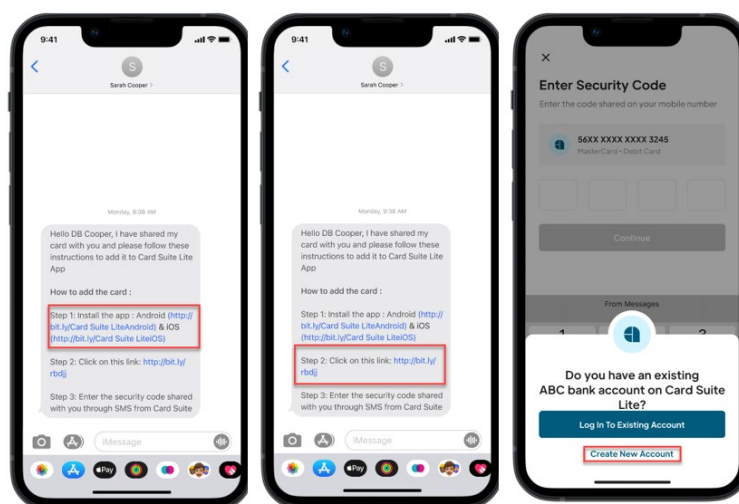 9:41
S
Sarah Cooper >
Monday, 9:38 AM
Hello DB Cooper, I have shared my
card with you and please follow these
instructions to add it to Card Suite Lite
App
How to add the card :
Step 1: Install the app : Android (http://
bit.ly/Card Suite LiteAndroid) & iOS
(http://bit.ly/Card Suite LiteiOS)
Step 2: Click on this link: http://bit.ly/
rbdjj
Step 3: Enter the security code shared
with you through SMS from Card Suite
iMessage
Pay
9:41
S
Sarah Cooper >
Monday, 9:38 AM
Hello DB Cooper, I have shared my
card with you and please follow these
instructions to add it to Card Suite Lite
App
How to add the card :
Step 1: Install the app : Android (http://
bit.ly/Card Suite LiteAndroid) & iOS
(http://bit.ly/Card Suite LiteiOS)
Step 2: Click on this link: http://bit.ly/
rbdjj
Step 3: Enter the security code shared
with you through SMS from Card Suite
iMessage
Pay
Enter Security Code
Enter the code shared on your mobile number
56XX XXXX XXXX 3245
MasterCard • Debit Card
Continue
From Messages
Do you have an existing
ABC bank account on Card Suite
Lite?
Log In To Existing Account
Create New Account